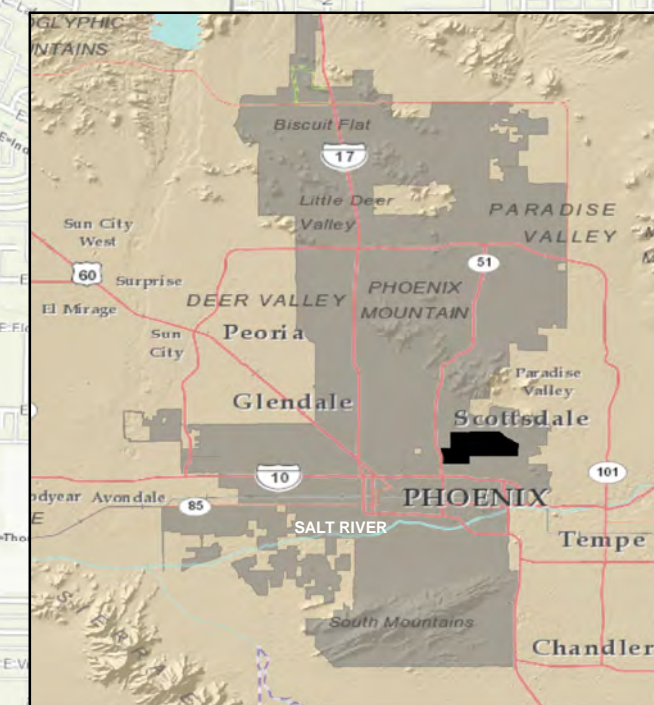 OGLYPHIC
NTAINS
Biscuit Flat
17
Little Deer
Valley
PARADISE
VALLEY
Sun City
West
60
Surprise
51
El Mirage
DEER VALLEY
PHOENIX
MOUNTAIN
Sun
City
Peoria
Paradise
Valley
Glendale
Scottsdale
10
101
odyear
Avondale
85
PHOENIX
SALT RIVER
Tempe
South Mountains
Chandler